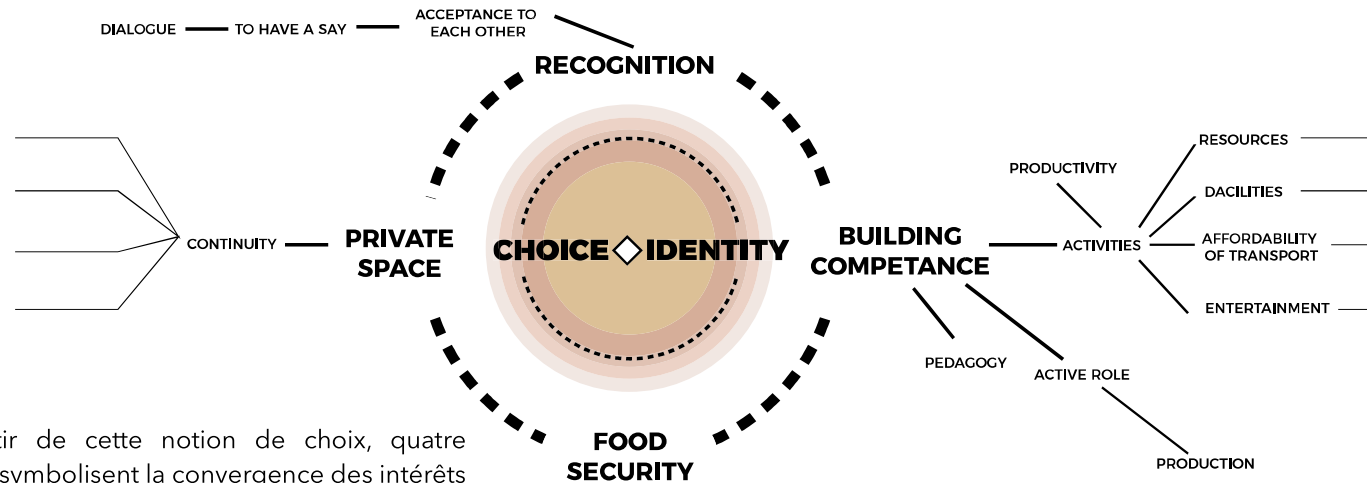 DIALOGUE
TO HAVE A SAY
ACCEPTANCE TO
EACH OTHER
RECOGNITION
CONTINUITY
PRIVATE
SPACE
CHOICE
IDENTITY
BUILDING
COMPETANCE
PRODUCTIVITY
ACTIVITIES
RESOURCES
DACILITIES
AFFORDABILITY
OF TRANSPORT
ENTERTAINMENT
PEDAGOGY
ACTIVE ROLE
PRODUCTION
FOOD
SECURITY
tir de cette notion de choix, quatre
symbolisent la convergence des intérêts